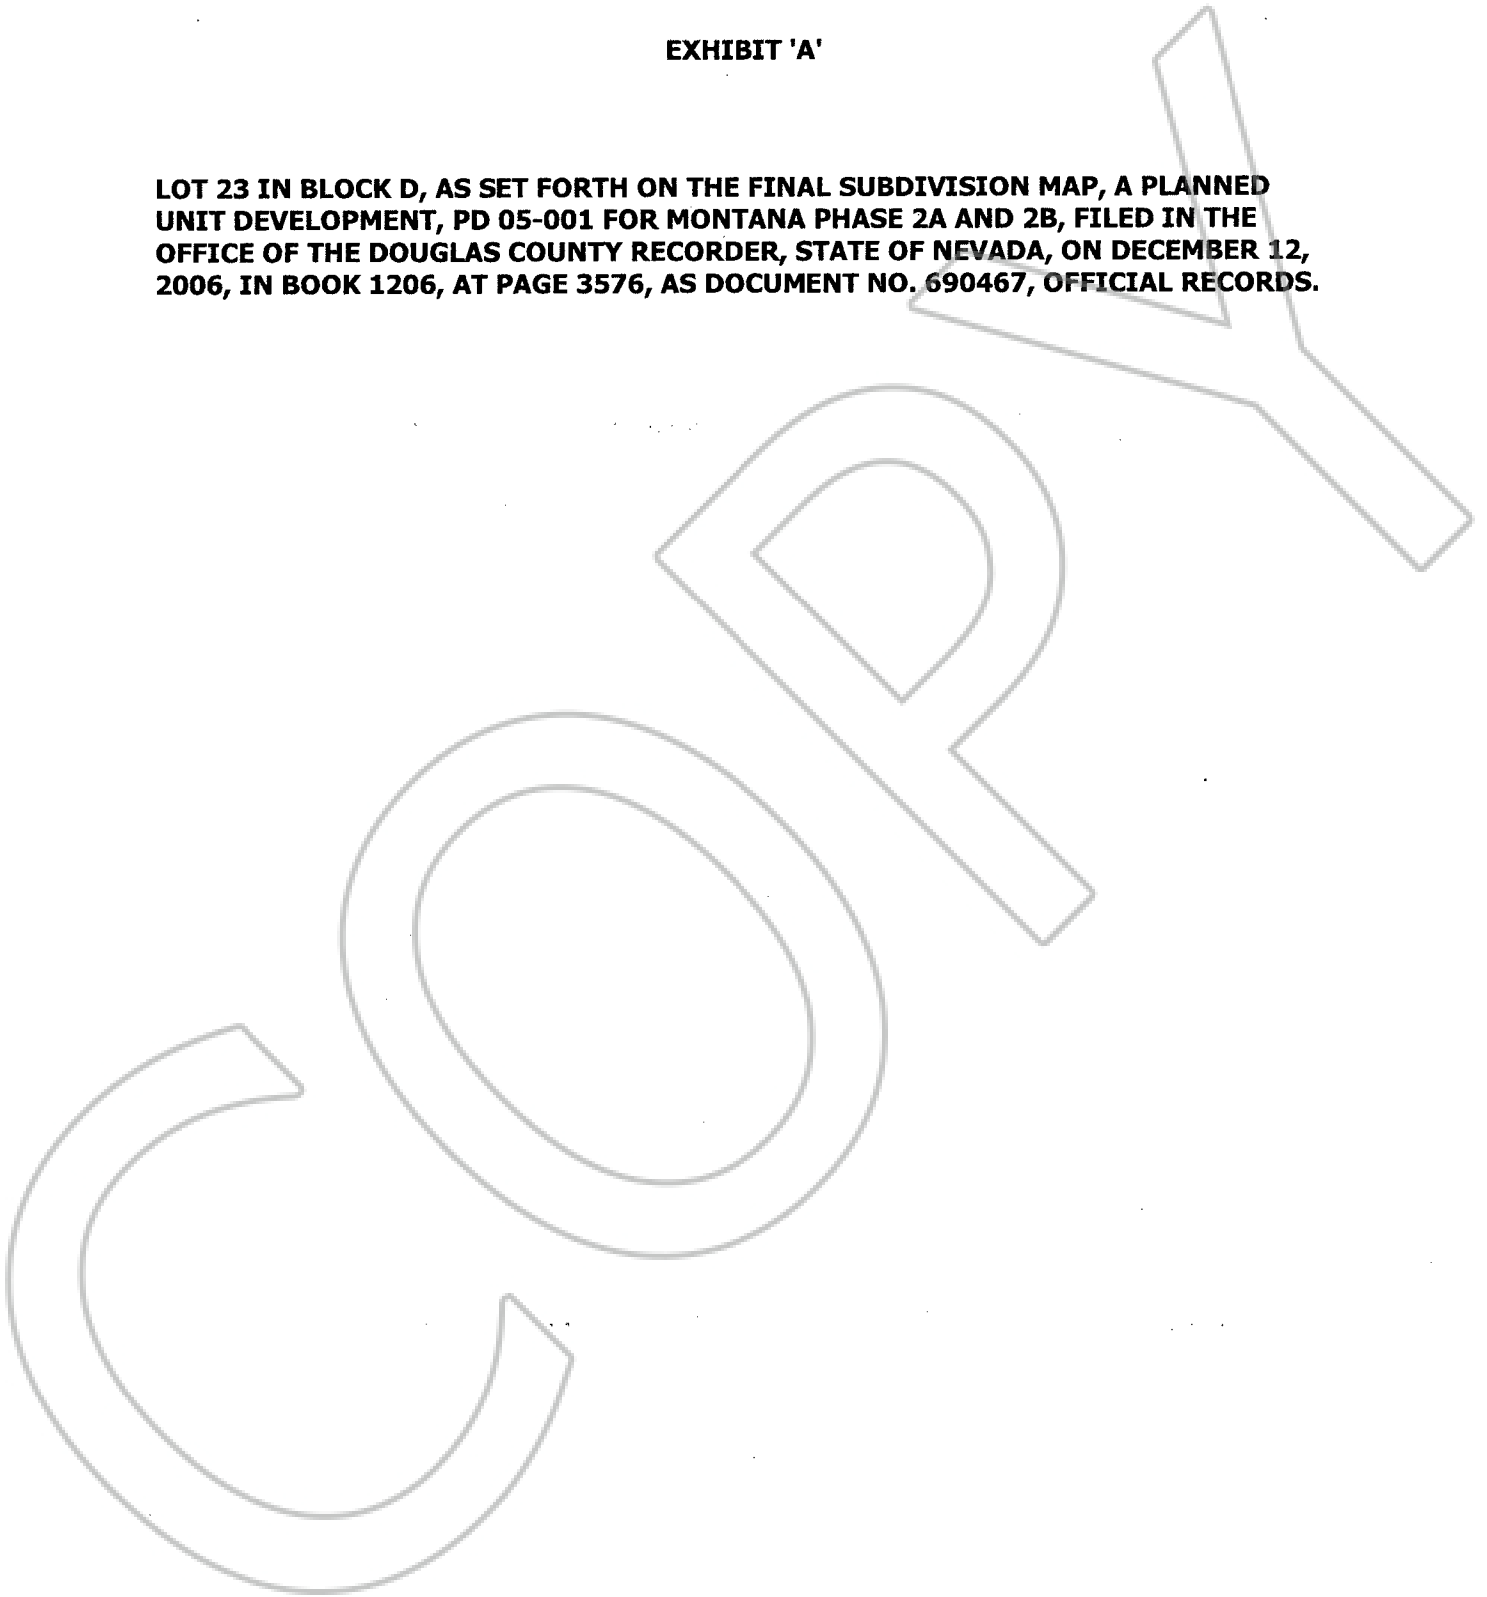 EXHIBIT 'A'
LOT 23 IN BLOCK D, AS SET FORTH ON THE FINAL SUBDIVISION MAP, A PLANNED
UNIT DEVELOPMENT, PD 05-001 FOR MONTANA PHASE 2A AND 2B, FILED IN THE
OFFICE OF THE DOUGLAS COUNTY RECORDER, STATE OF NEVADA, ON DECEMBER 12,
2006, IN BOOK 1206, AT PAGE 3576, AS DOCUMENT NO. 690467, OFFICIAL RECORDS.
COPY